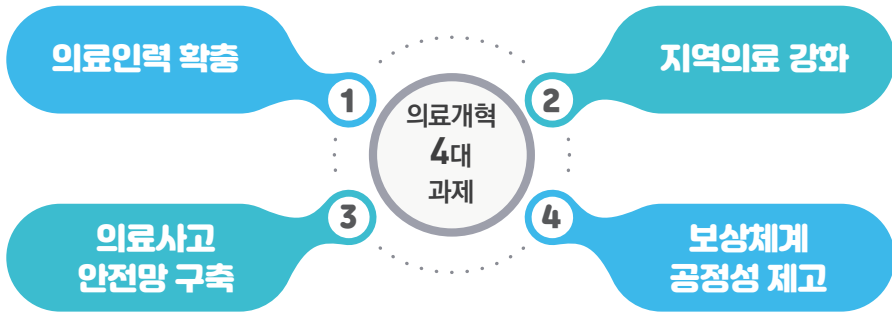 의료인력 확충
1
지역의료 강화
2
의료개혁
4대
과제
3
의료사고
안전망 구축
4
보상체계
공정성 제고